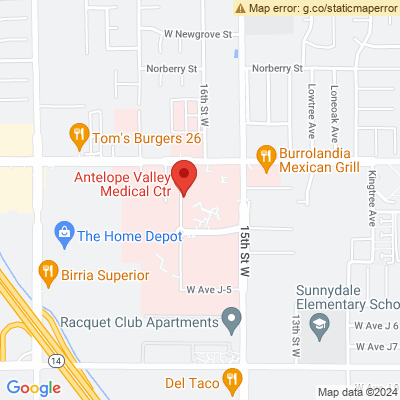 Map error: g.co/staticmaperror
W Newgrove St
Norberry St
Norberry St
16th St W
Lowtree Ave
Loneoak Ave
Tom's Burgers 26
Burrolandia
Mexican Grill
Antelope Valley
Medical Ctr
Kingtree Ave
The Home Depot
15th St W
Birria Superior
W Ave J-5
Sunnydale
Elementary Schoo
Racquet Club Apartments
13th St W
W Ave J 6
W Ave J7
14
Del Taco
Google
Map data ©2024